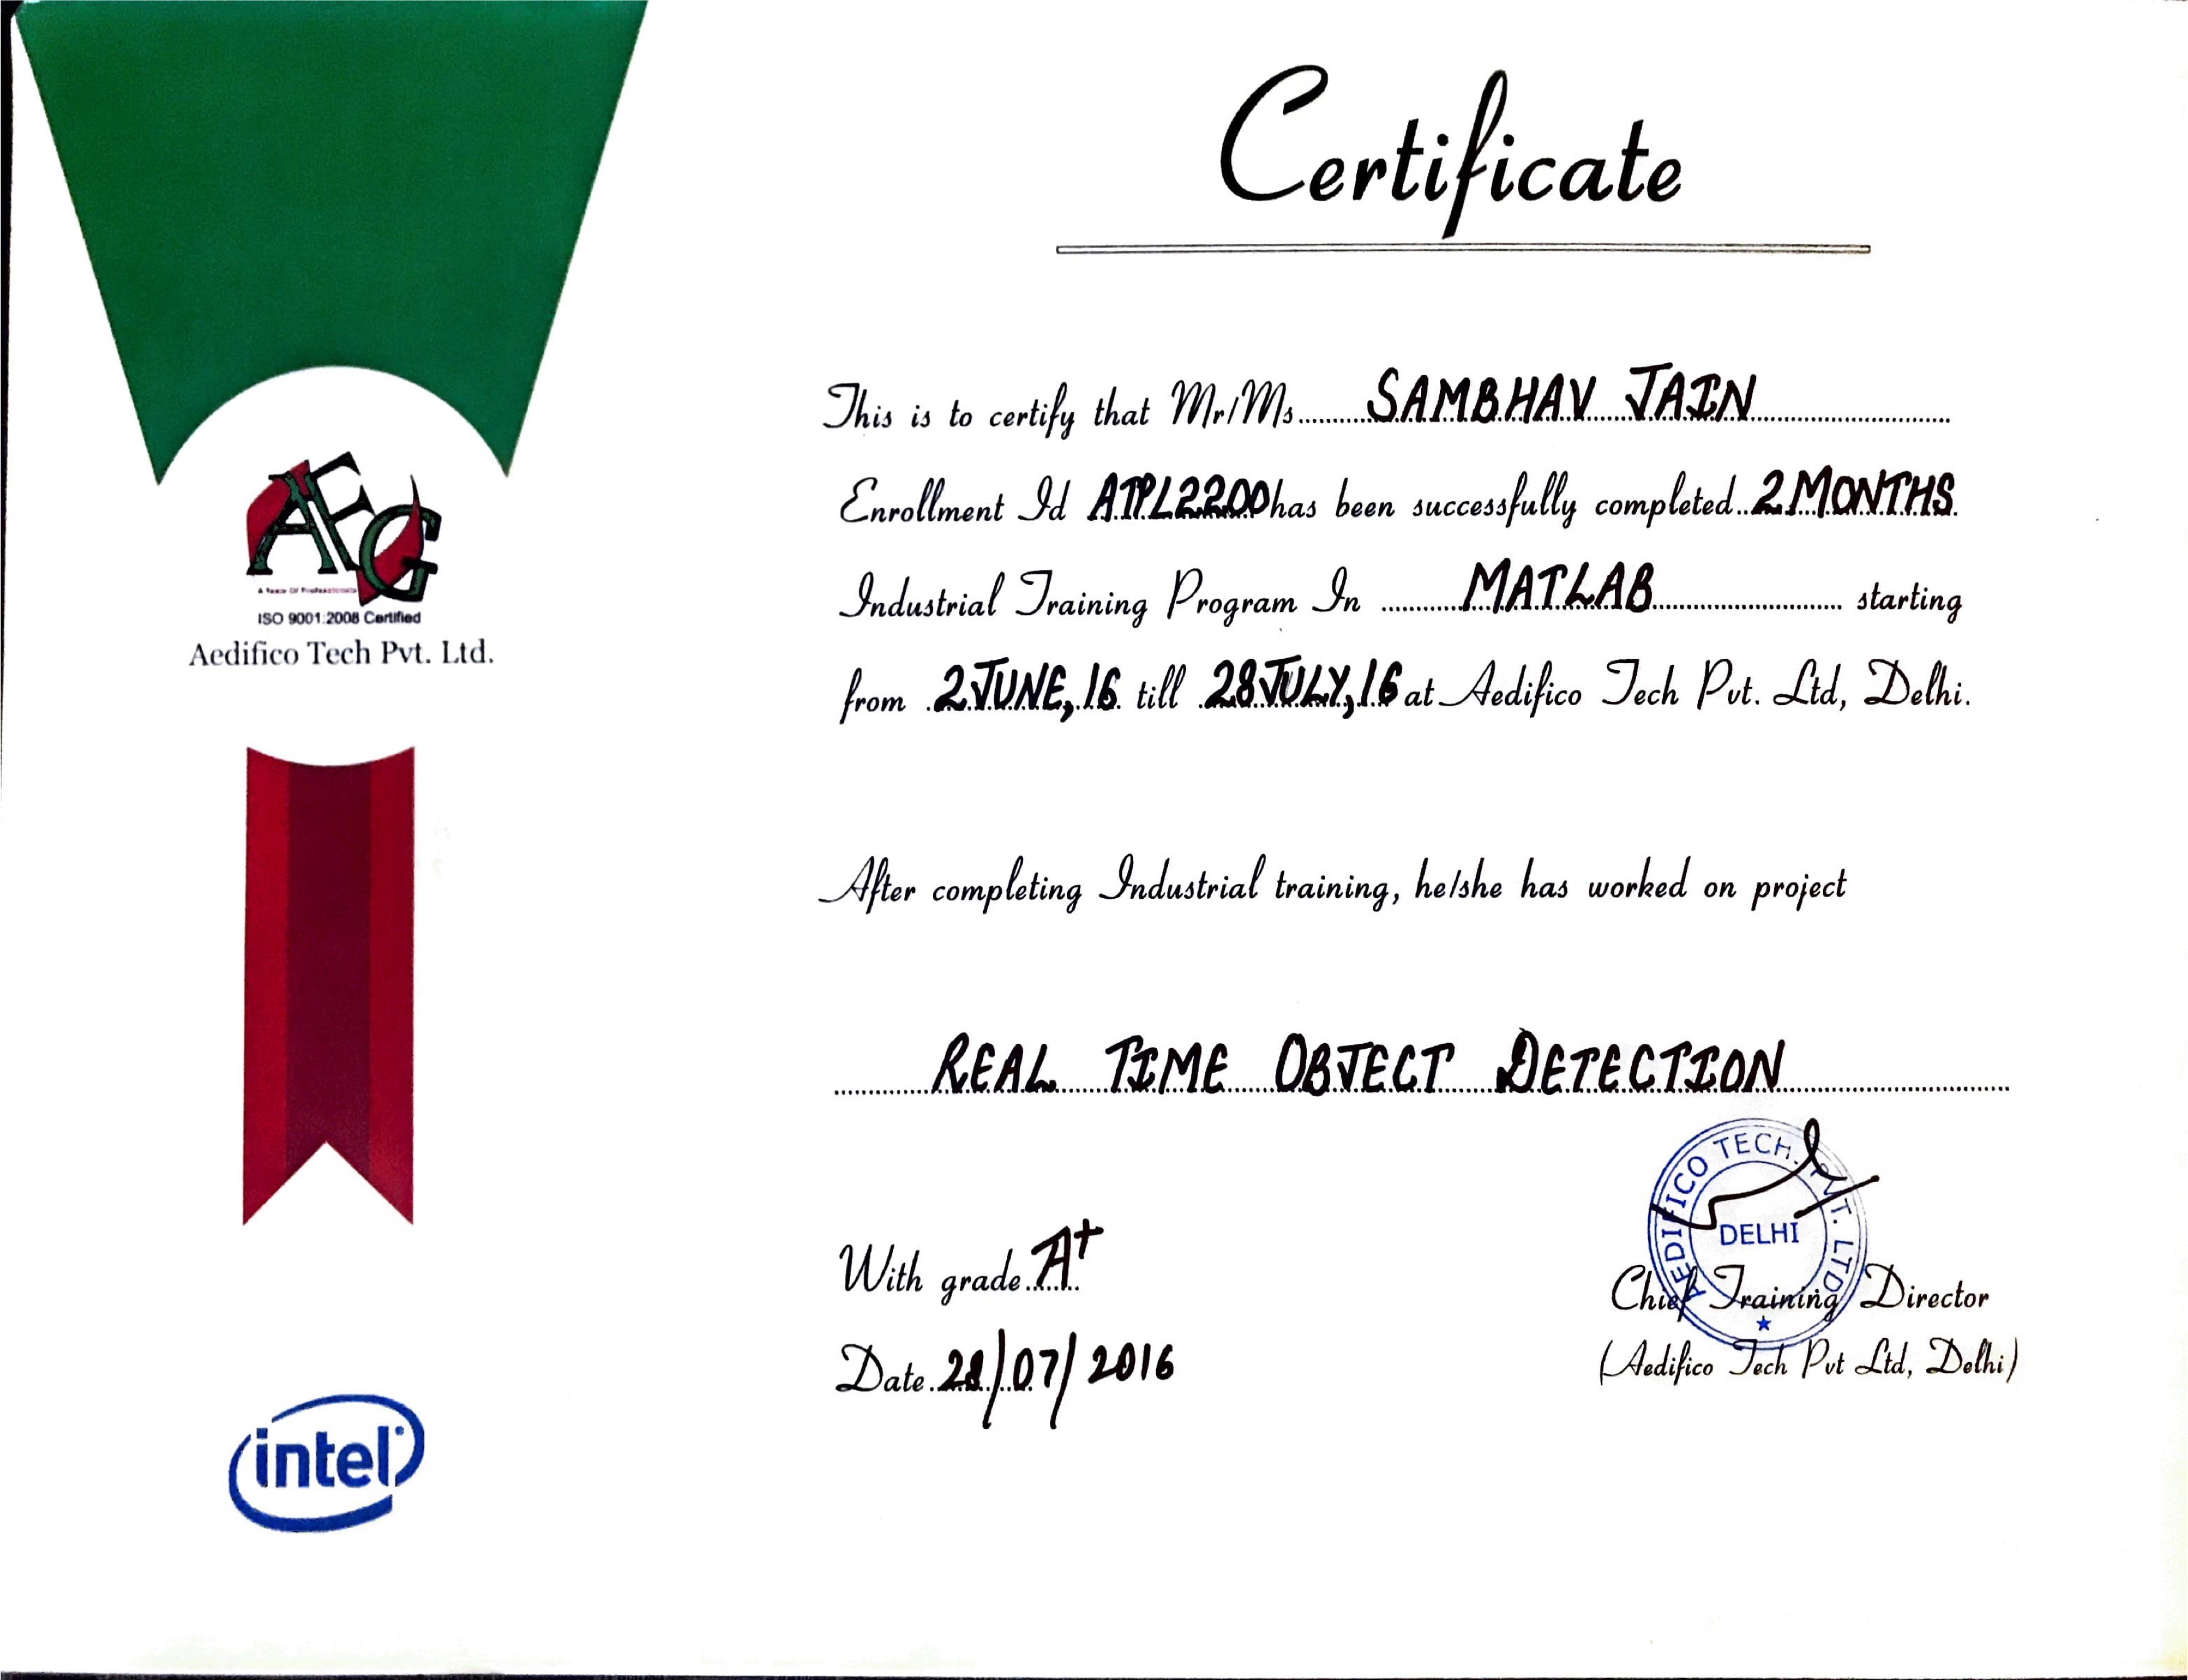 Certificate
This is to certify that Mr/Ms SAMBHAV JAIN
Enrollment Id ATPL2200 has been successfully completed 2 MONTHS
Industrial Training Program In MATLAB starting
from 2 JUNE, 16 till 28 JULY, 16 at Aedifico Tech Pvt. Ltd, Delhi.
After completing Industrial training, he/she has worked on project
REAL TIME OBJECT DETECTION
With grade A+
Date 28/07/2016
AEDIFICO TECH. PVT. LTD.
DELHI
Chief Training Director
(Aedifico Tech Pvt Ltd, Delhi)
AEG
A Team Of Professionals
ISO 9001:2008 Certified
Aedifico Tech Pvt. Ltd.
intel